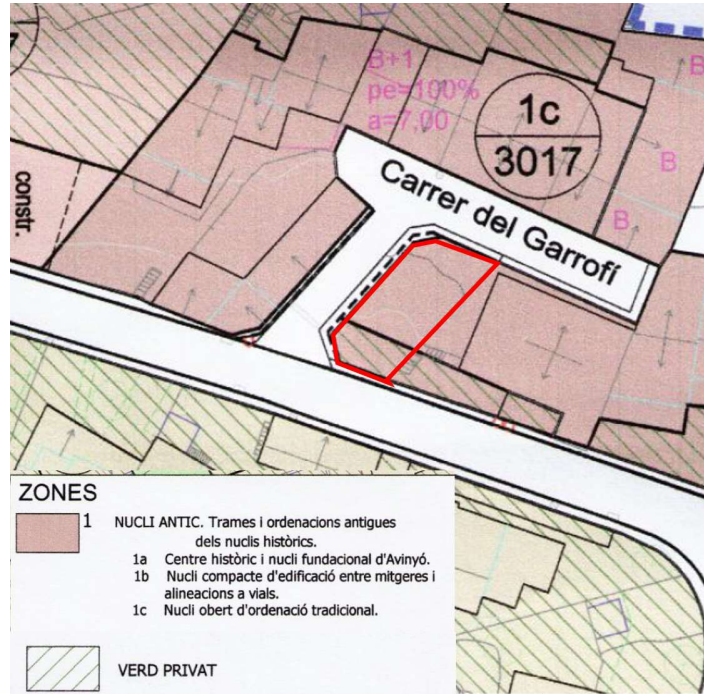 B+1
pe=100%
a=7,00
1c
3017
B
B
B
Carrer del Garrofí
constr.
ZONES
1 NUCLI ANTIC. Trames i ordenacions antigues
dels nuclis històrics.
1a Centre històric i nucli fundacional d'Avinyó.
1b Nucli compacte d'edificació entre mitgeres i
alineacions a vials.
1c Nucli obert d'ordenació tradicional.
VERD PRIVAT